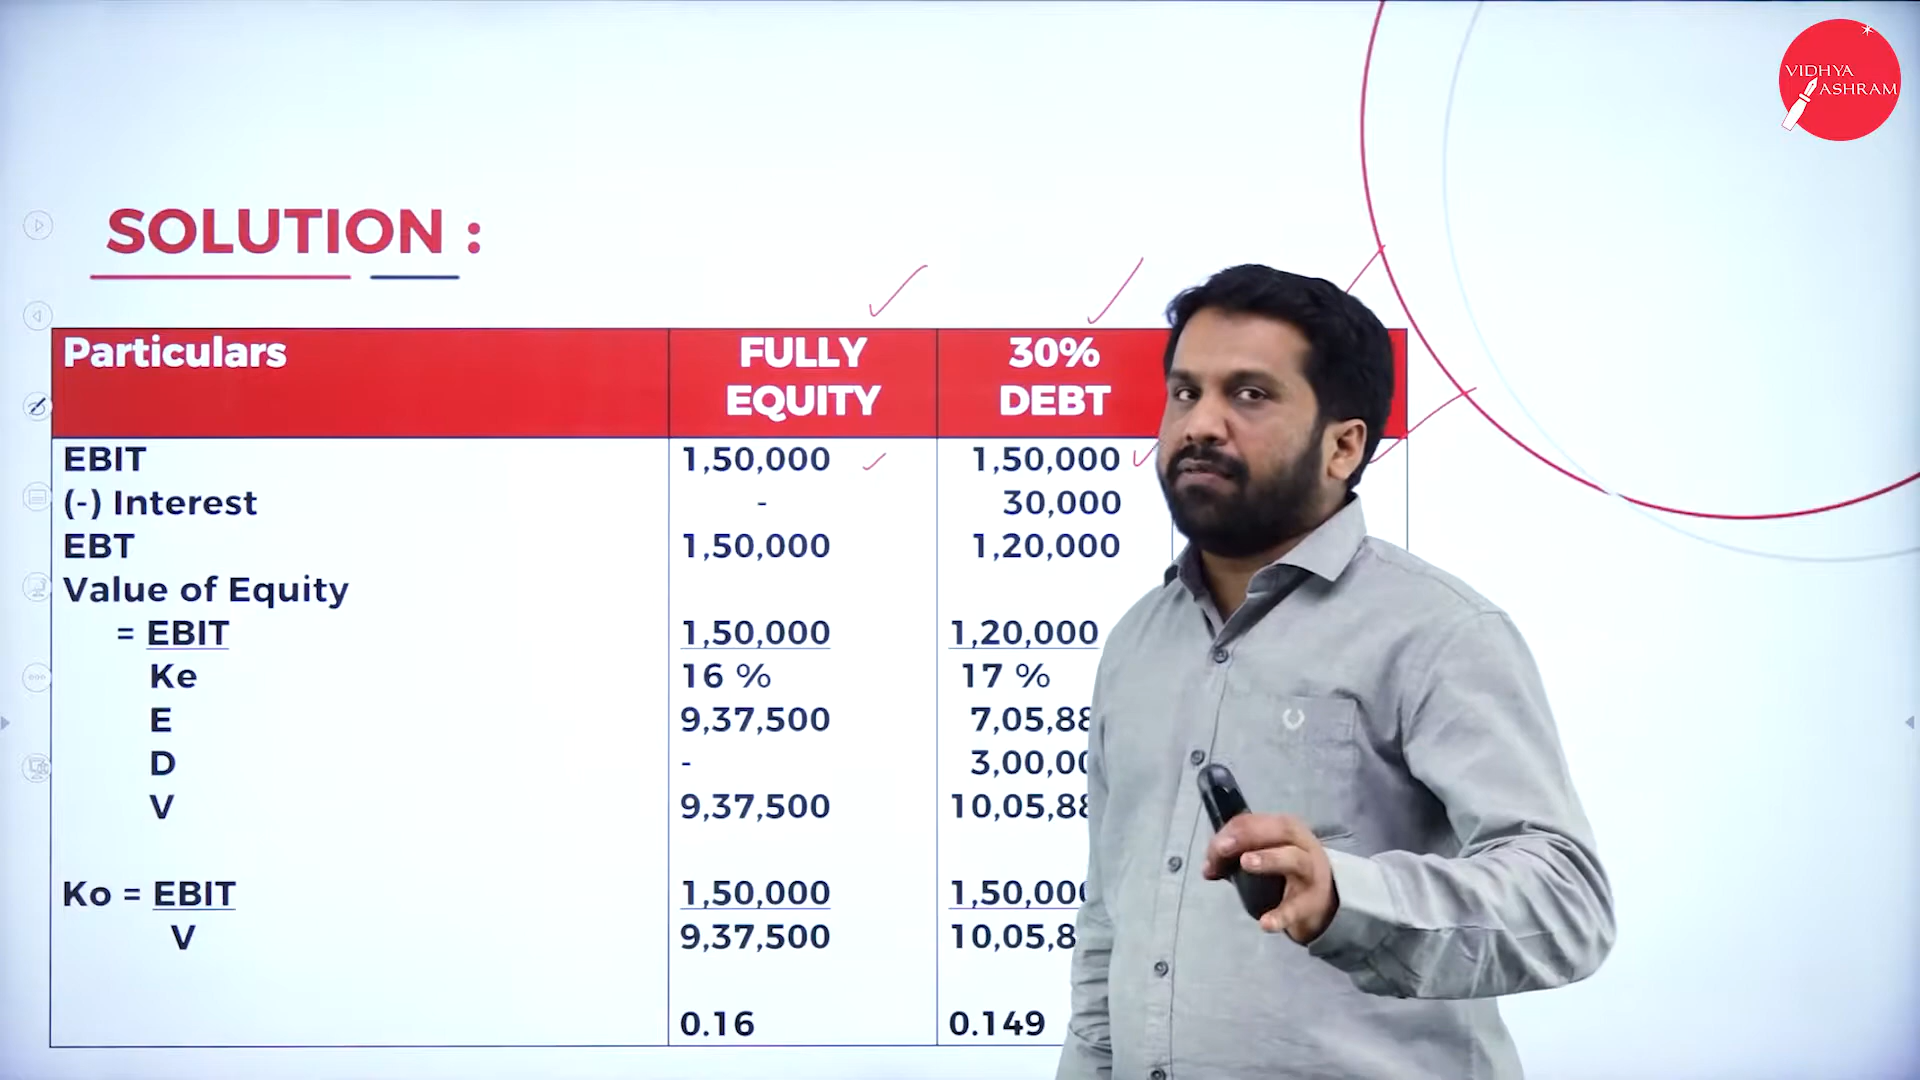 VIDHYA
ASHRAM
SOLUTION :
Particulars FULLY EQUITY 30% DEBT
EBIT 1,50,000 1,50,000
(-) Interest - 30,000
EBT 1,50,000 1,20,000
Value of Equity
= EBIT 1,50,000 1,20,000
Ke 16 % 17 %
E 9,37,500
D -
V 9,37,500
Ko = EBIT 1,50,000
V 9,37,500
0.16 0.149